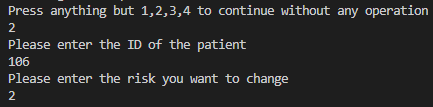 Press anything but 1,2,3,4 to continue without any operation
2
Please enter the ID of the patient
106
Please enter the risk you want to change
2